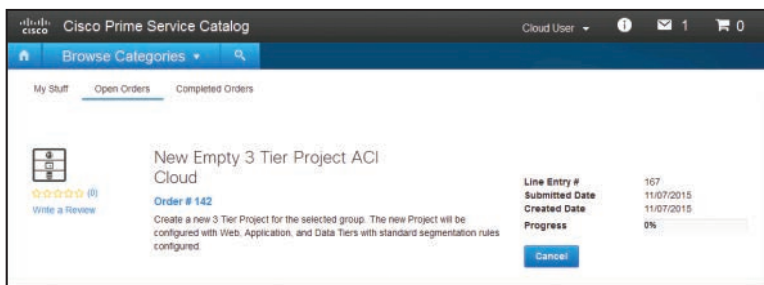 CISCO
Cisco Prime Service Catalog
Cloud User
1
0
Browse Categories
My Stuff
Open Orders
Completed Orders
New Empty 3 Tier Project ACI
Cloud
(0)
Write a Review
Order # 142
Create a new 3 Tier Project for the selected group. The new Project will be
configured with Web, Application, and Data Tiers with standard segmentation rules
configured.
Line Entry # 167
Submitted Date 11/07/2015
Created Date 11/07/2015
Progress 0%
Cancel